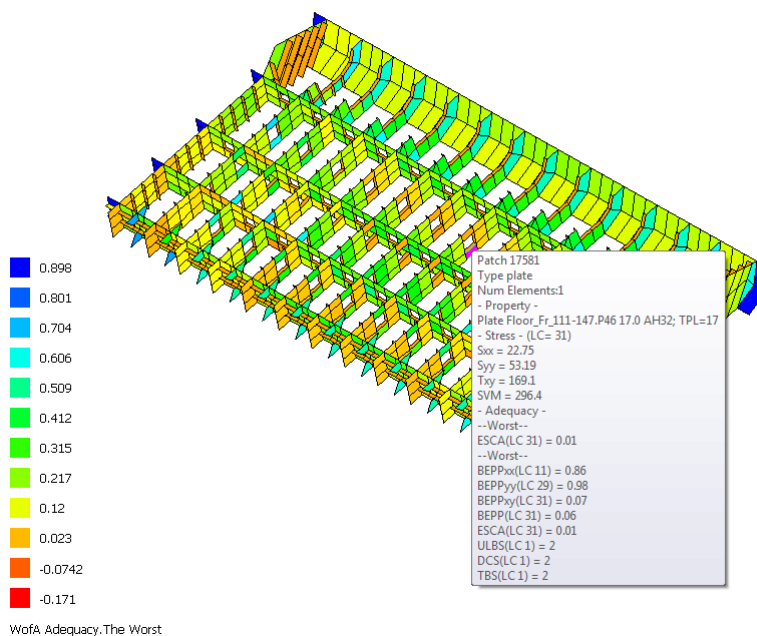 Patch 17581
Type plate
Num Elements:1
- Property -
Plate Floor_Fr_111-147.P46 17.0 AH32; TPL=17
- Stress - (LC= 31)
Sxx = 22.75
Syy = 53.19
Txy = 169.1
SVM = 296.4
- Adequacy -
--Worst--
ESCA(LC 31) = 0.01
--Worst--
BEPPxx(LC 11) = 0.86
BEPPyy(LC 29) = 0.98
BEPPxy(LC 31) = 0.07
BEPP(LC 31) = 0.06
ESCA(LC 31) = 0.01
ULBS(LC 1) = 2
DCS(LC 1) = 2
TBS(LC 1) = 2
0.898
0.801
0.704
0.606
0.509
0.412
0.315
0.217
0.12
0.023
-0.0742
-0.171
WofA Adequacy.The Worst